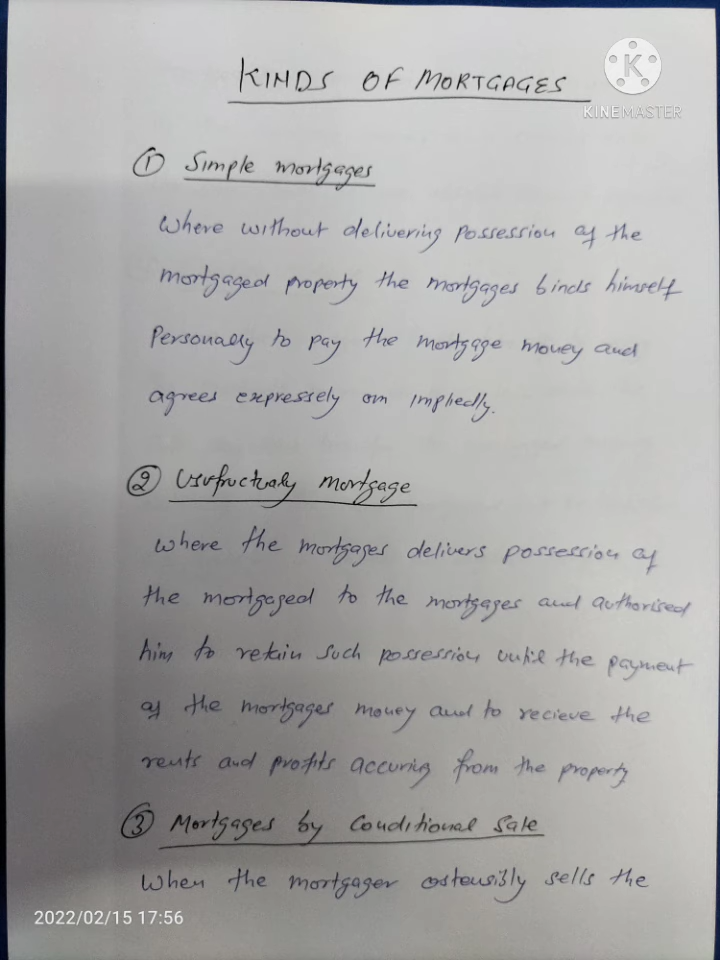 KINDS OF MORTGAGES
K
KINEMASTER
① Simple mortgages
Where without delivering possession of the
mortgaged property the mortgages binds himself
Personally to pay the mortgage money and
agrees expressely or impliedly.
② Usufructualy mortgage
Where the mortgages delivers possession of
the mortgaged to the mortgages and authorised
him to retain such possession until the payment
of the mortgages money and to recieve the
rents and profits accuring from the property
③ Mortgages by Conditional Sale
When the mortgager ostensibly sells the
2022/02/15 17:56